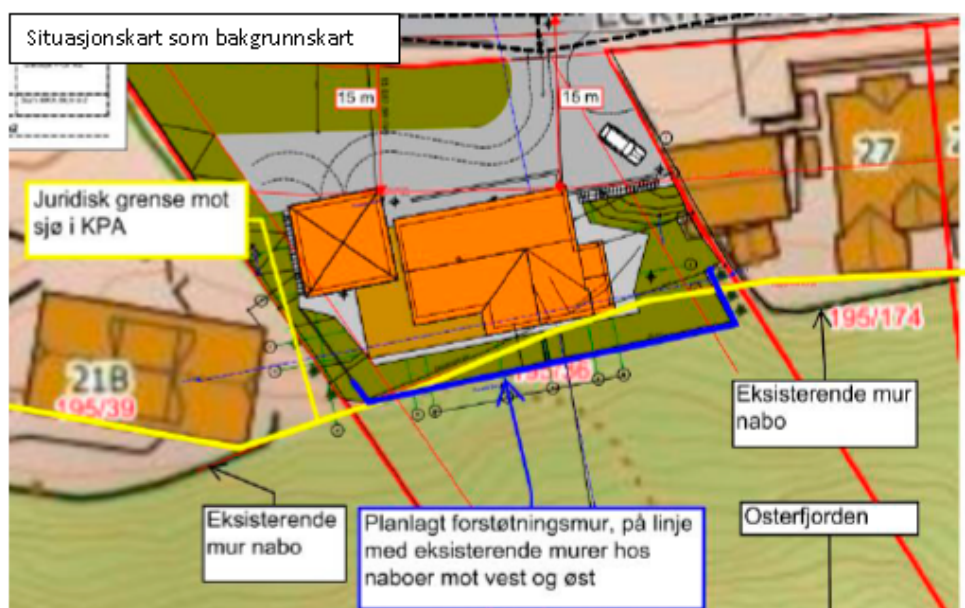 Situasjonskart som bakgrunnskart
15 m
15 m
27
Juridisk grense mot
sjø i KPA
21B
195/39
195/174
Eksisterende mur
nabo
Eksisterende
mur nabo
Planlagt forstøtningsmur, på linje
med eksisterende murer hos
naboer mot vest og øst
Osterfjorden